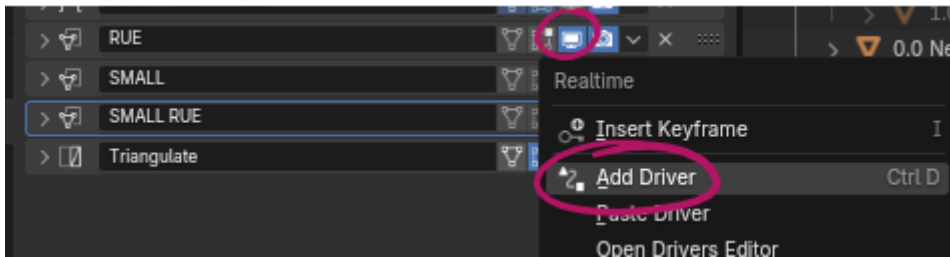 RUE
0.0 Ne
SMALL
Realtime
SMALL RUE
Insert Keyframe I
Triangulate
Add Driver Ctrl D
Paste Driver
Open Drivers Editor